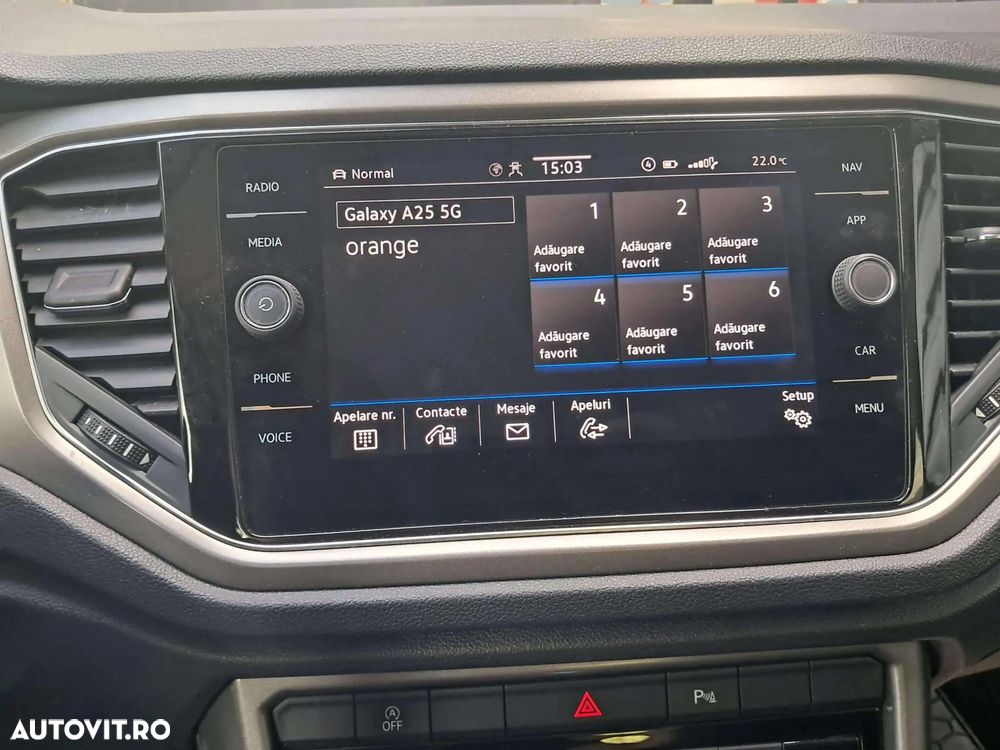 RADIO
MEDIA
PHONE
VOICE
Normal
15:03
4
22.0°C
Galaxy A25 5G
orange
1
Adăugare
favorit
2
Adăugare
favorit
3
Adăugare
favorit
4
Adăugare
favorit
5
Adăugare
favorit
6
Adăugare
favorit
Apelare nr.
Contacte
Mesaje
Apeluri
Setup
NAV
APP
CAR
MENU
A
OFF
P
AUTOVIT.RO